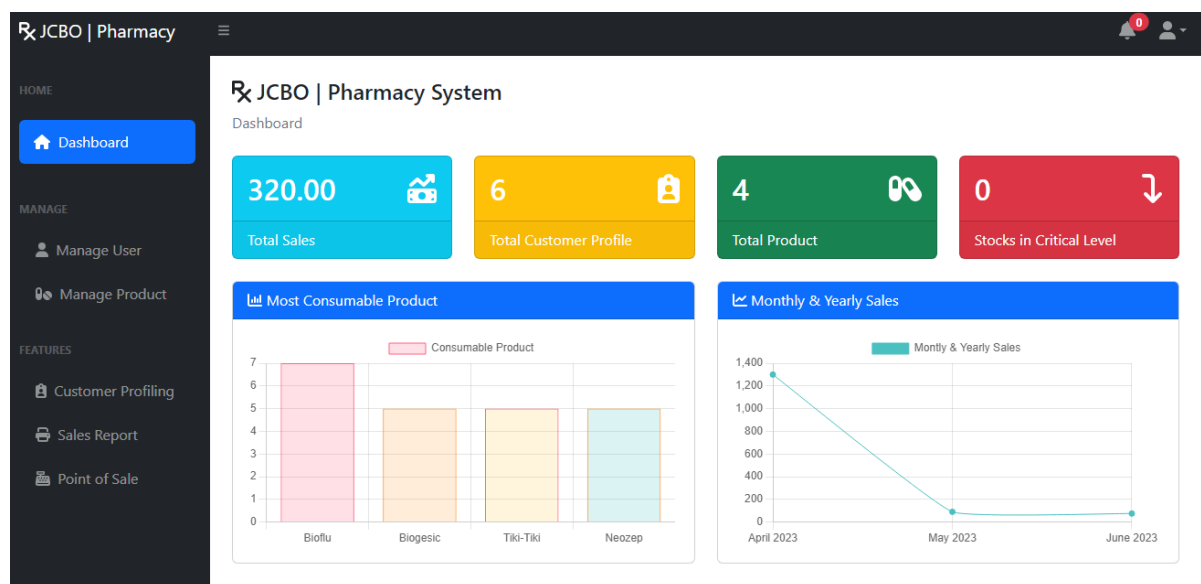 JCBO | Pharmacy
0
HOME
Dashboard
MANAGE
Manage User
Manage Product
FEATURES
Customer Profiling
Sales Report
Point of Sale
JCBO | Pharmacy System
Dashboard
320.00
Total Sales
6
Total Customer Profile
4
Total Product
0
Stocks in Critical Level
Most Consumable Product
Consumable Product
7
6
5
4
3
2
1
0
Bioflu Biogesic Tiki-Tiki Neozep
Monthly & Yearly Sales
Montly & Yearly Sales
1,400
1,200
1,000
800
600
400
200
0
April 2023 May 2023 June 2023